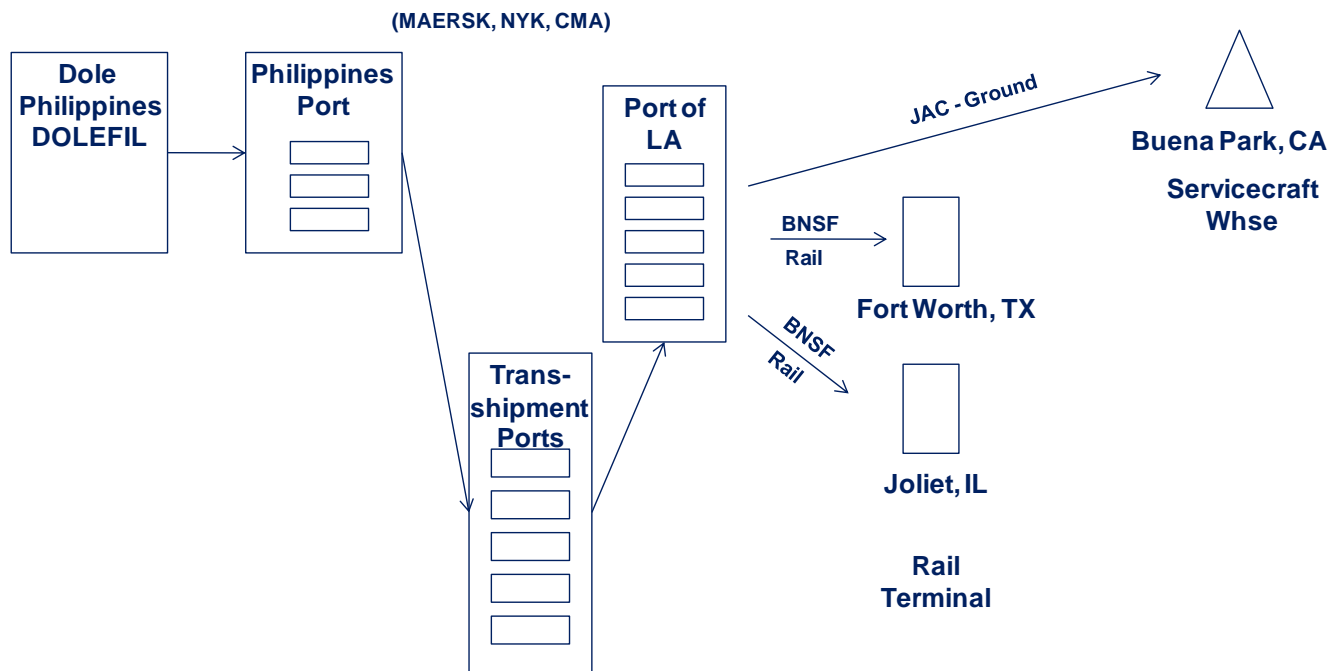 (MAERSK, NYK, CMA)
Dole
Philippines
DOLEFIL
Philippines
Port
Port of
LA
Trans-
shipment
Ports
JAC - Ground
BNSF
Rail
BNSF
Rail
Buena Park, CA
Servicecraft
Whse
Fort Worth, TX
Joliet, IL
Rail
Terminal